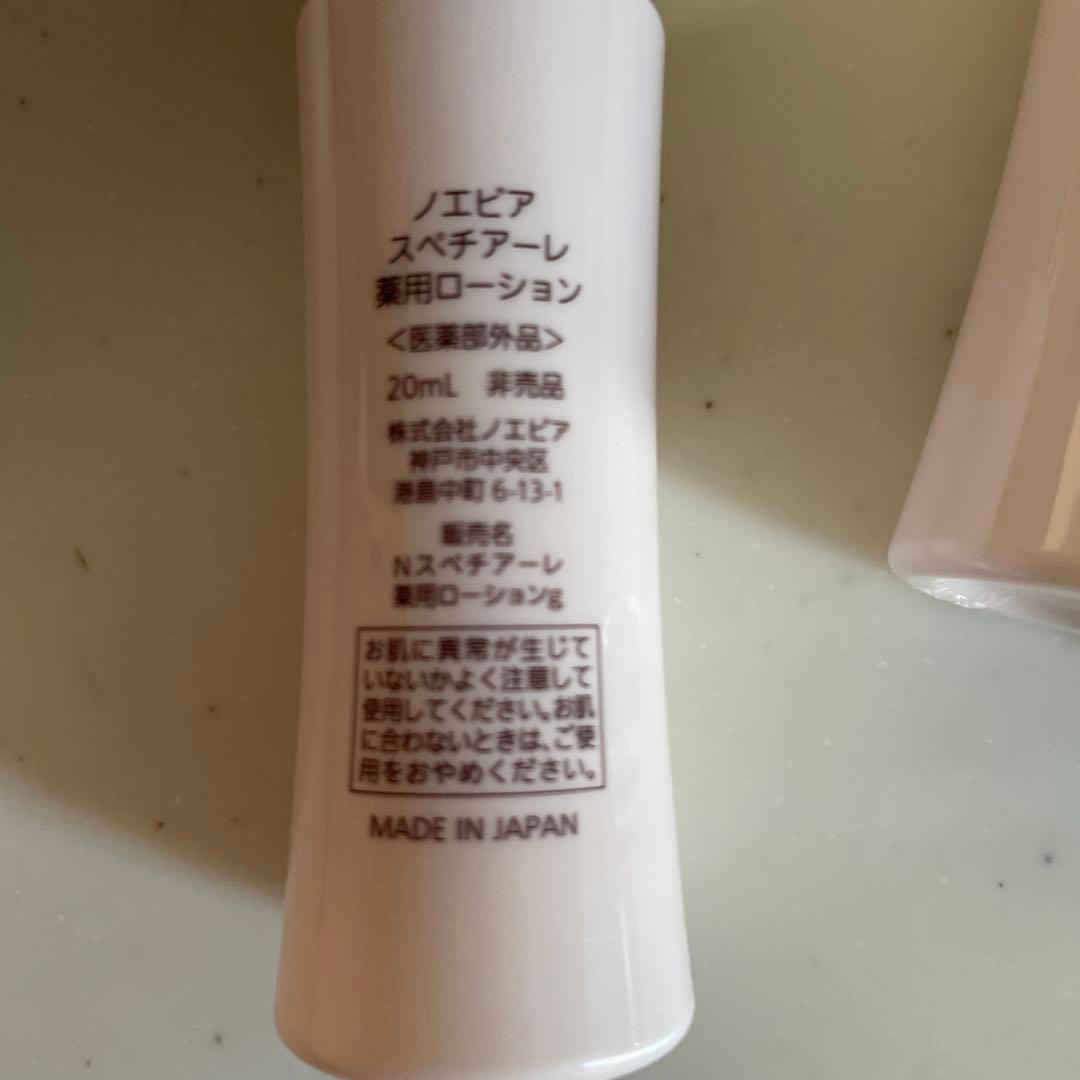 ノエビア
スペチアーレ
薬用ローション
<医薬部外品>
20mL 非売品
株式会社ノエビア
神戸市中央区
港島中町 6-13-1
販売名
Nスペチアーレ
薬用ローションg
お肌に異常が生じて
いないかよく注意して
使用してください。お肌
に合わないときは、ご使
用をおやめください。
MADE IN JAPAN